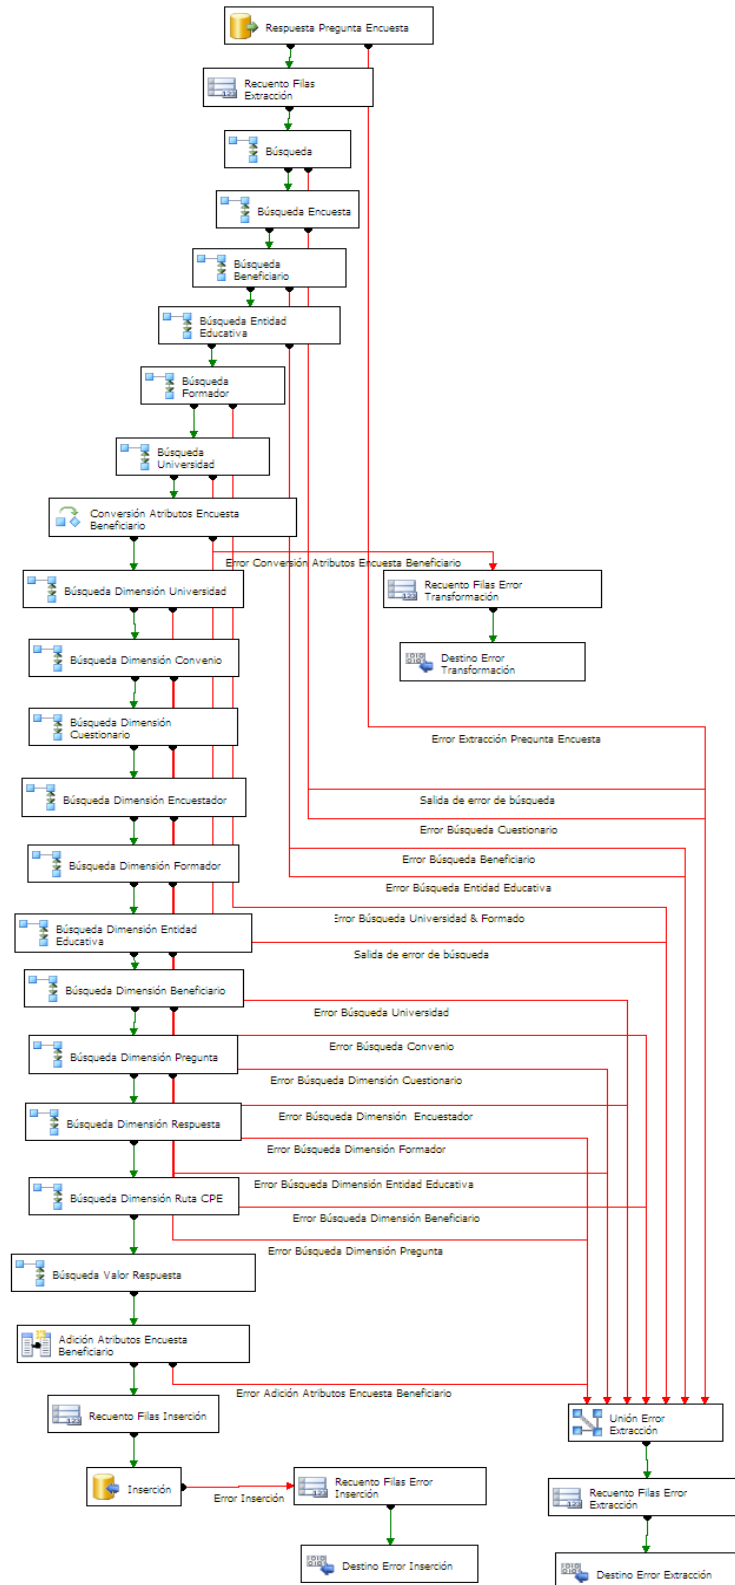 Respuesta Pregunta Encuesta
Recuento Filas
Extracción
Búsqueda
Búsqueda Encuesta
Búsqueda
Beneficiario
Búsqueda Entidad
Educativa
Búsqueda
Formador
Búsqueda
Universidad
Conversión Atributos Encuesta
Beneficiario
Error Conversión Atributos Encuesta Beneficiario
Recuento Filas Error
Transformación
Búsqueda Dimensión Universidad
Destino Error
Transformación
Búsqueda Dimensión Convenio
Búsqueda Dimensión
Cuestionario
Error Extracción Pregunta Encuesta
Búsqueda Dimensión Encuestador
Salida de error de búsqueda
Error Búsqueda Cuestionario
Búsqueda Dimensión Formador
Error Búsqueda Beneficiario
Error Búsqueda Entidad Educativa
Error Búsqueda Universidad & Formado
Búsqueda Dimensión Entidad
Educativa
Salida de error de búsqueda
Búsqueda Dimensión Beneficiario
Error Búsqueda Universidad
Error Búsqueda Convenio
Búsqueda Dimensión Pregunta
Error Búsqueda Dimensión Cuestionario
Error Búsqueda Dimensión Encuestador
Búsqueda Dimensión Respuesta
Error Búsqueda Dimensión Formador
Error Búsqueda Dimensión Entidad Educativa
Búsqueda Dimensión Ruta CPE
Error Búsqueda Dimensión Beneficiario
Error Búsqueda Dimensión Pregunta
Búsqueda Valor Respuesta
Adición Atributos Encuesta
Beneficiario
Error Adición Atributos Encuesta Beneficiario
Recuento Filas Inserción
Unión Error
Extracción
Inserción
Error Inserción
Recuento Filas Error
Inserción
Recuento Filas Error
Extracción
Destino Error Inserción
Destino Error Extracción